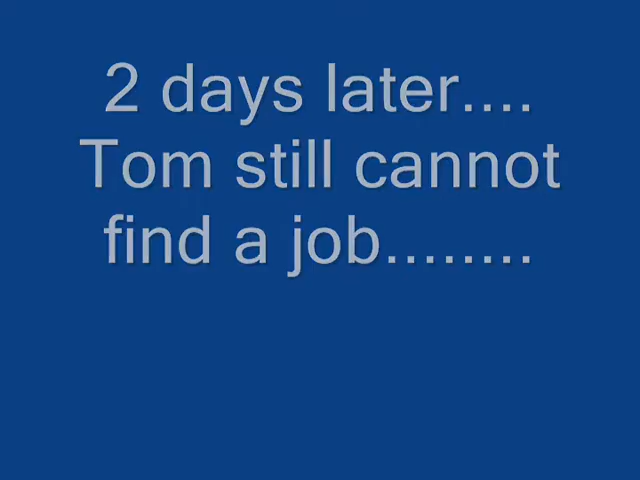 2 days later....
Tom still cannot
find a job........